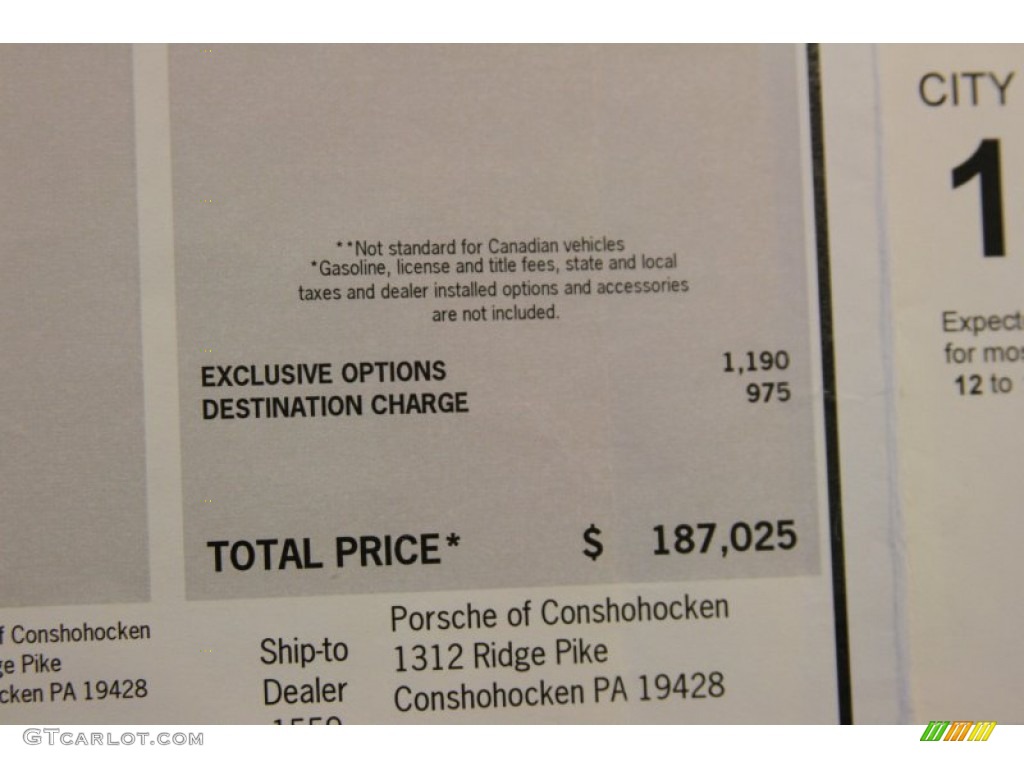 **Not standard for Canadian vehicles
*Gasoline, license and title fees, state and local
taxes and dealer installed options and accessories
are not included.
EXCLUSIVE OPTIONS 1,190
DESTINATION CHARGE 975
TOTAL PRICE* $ 187,025
f Conshohocken
ge Pike
cken PA 19428
Ship-to
Dealer
Porsche of Conshohocken
1312 Ridge Pike
Conshohocken PA 19428
CITY
1
Expect
for mos
12 to
GTCARLOT.COM